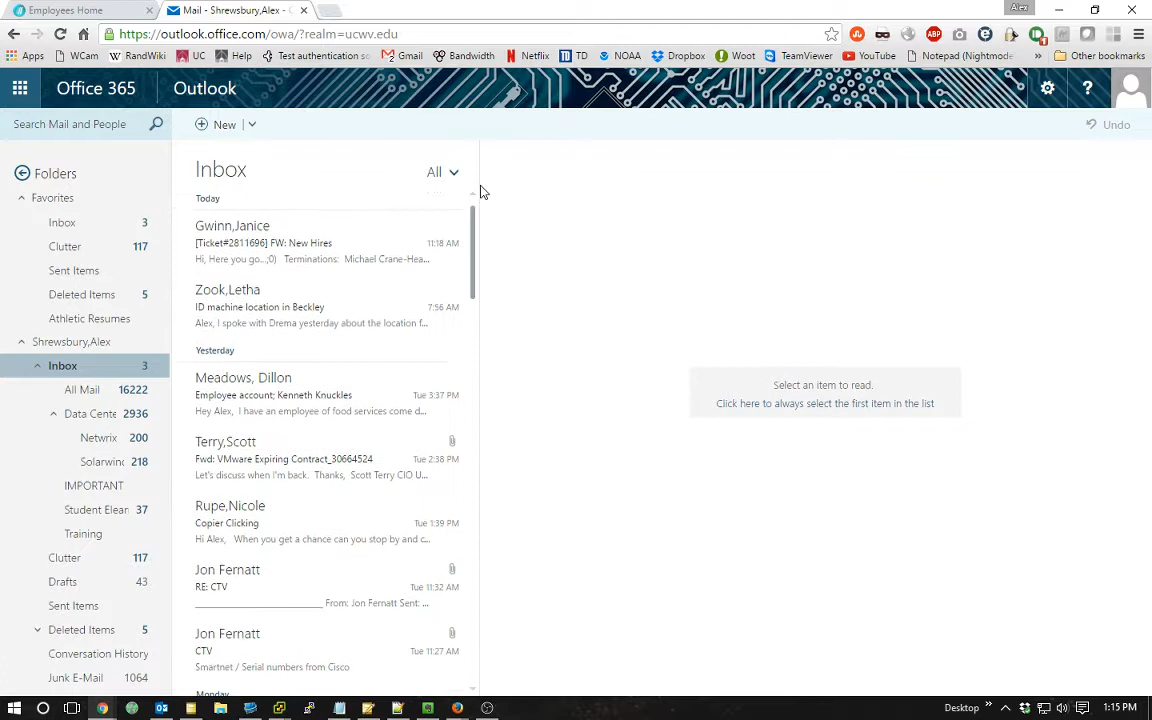 Employees Home
Mail - Shrewsbury,Alex -
Alex
https://outlook.office.com/owa/?realm=ucwv.edu
Apps WCam RandWiki UC Help Test authentication so Gmail Bandwidth Netflix TD NOAA Dropbox Woot TeamViewer YouTube Notepad (Nightmode » Other bookmarks
Office 365 Outlook ?
Search Mail and People
New
Undo
Folders
Favorites
Inbox 3
Clutter 117
Sent Items
Deleted Items 5
Athletic Resumes
Shrewsbury,Alex
Inbox 3
All Mail 16222
Data Cente 2936
Netwrix 200
Solarwind 218
IMPORTANT
Student Elearn 37
Training
Clutter 117
Drafts 43
Sent Items
Deleted Items 5
Conversation History
Junk E-Mail 1064
Inbox All
Today
Gwinn,Janice
[Ticket#2811696] FW: New Hires 11:18 AM
Hi, Here you go...;0) Terminations: Michael Crane-Hea...
Zook,Letha
ID machine location in Beckley 7:56 AM
Alex, I spoke with Drema yesterday about the location f...
Yesterday
Meadows, Dillon
Employee account; Kenneth Knuckles Tue 3:37 PM
Hey Alex, I have an employee of food services come d...
Terry,Scott
Fwd: VMware Expiring Contract_30664524 Tue 2:38 PM
Let's discuss when I'm back. Thanks, Scott Terry CIO U...
Rupe,Nicole
Copier Clicking Tue 1:39 PM
Hi Alex, When you get a chance can you stop by and c...
Jon Fernatt
RE: CTV Tue 11:32 AM
________________________ From: Jon Fernatt Sent: ...
Jon Fernatt
CTV Tue 11:27 AM
Smartnet / Serial numbers from Cisco
Monday
Select an item to read.
Click here to always select the first item in the list
Desktop » 1:15 PM